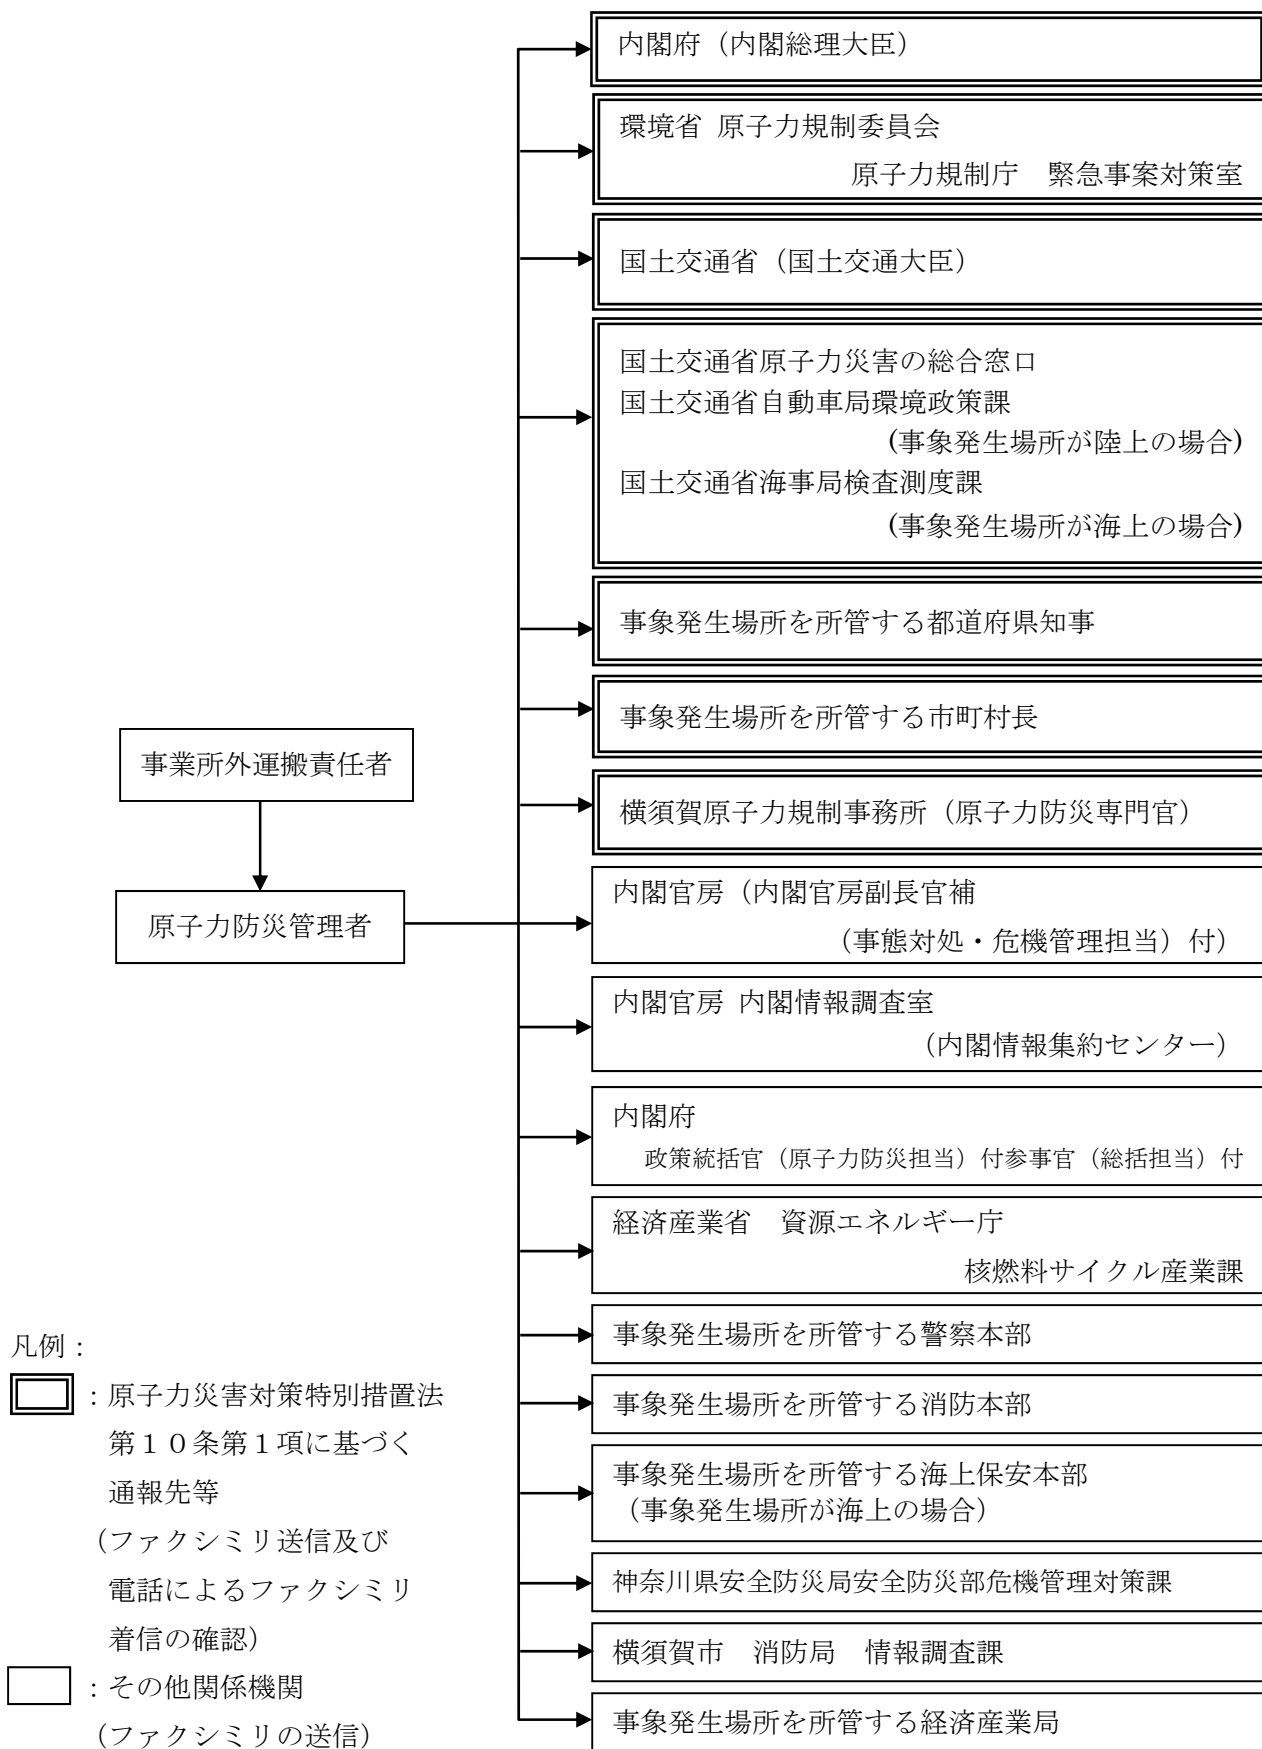 内閣府（内閣総理大臣）
環境省 原子力規制委員会
原子力規制庁　緊急事案対策室
国土交通省（国土交通大臣）
国土交通省原子力災害の総合窓口
国土交通省自動車局環境政策課
(事象発生場所が陸上の場合)
国土交通省海事局検査測度課
(事象発生場所が海上の場合)
事象発生場所を所管する都道府県知事
事象発生場所を所管する市町村長
横須賀原子力規制事務所（原子力防災専門官）
事業所外運搬責任者
原子力防災管理者
内閣官房（内閣官房副長官補
（事態対処・危機管理担当）付）
内閣官房 内閣情報調査室
（内閣情報集約センター）
内閣府
政策統括官（原子力防災担当）付参事官（総括担当）付
経済産業省　資源エネルギー庁
核燃料サイクル産業課
事象発生場所を所管する警察本部
事象発生場所を所管する消防本部
事象発生場所を所管する海上保安本部
（事象発生場所が海上の場合）
神奈川県安全防災局安全防災部危機管理対策課
横須賀市　消防局　情報調査課
事象発生場所を所管する経済産業局
凡例：
：原子力災害対策特別措置法
第１０条第１項に基づく
通報先等
（ファクシミリ送信及び
電話によるファクシミリ
着信の確認）
：その他関係機関
（ファクシミリの送信）